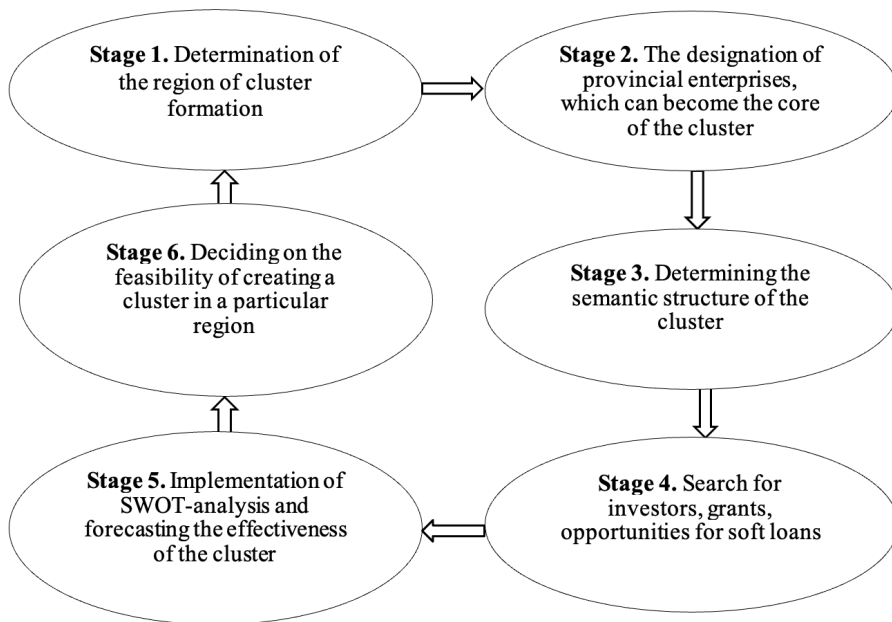 Stage 1. Determination of
the region of cluster
formation
Stage 2. The designation of
provincial enterprises,
which can become the core
of the cluster
Stage 3. Determining the
semantic structure of the
cluster
Stage 4. Search for
investors, grants,
opportunities for soft loans
Stage 5. Implementation of
SWOT-analysis and
forecasting the effectiveness
of the cluster
Stage 6. Deciding on the
feasibility of creating a
cluster in a particular
region